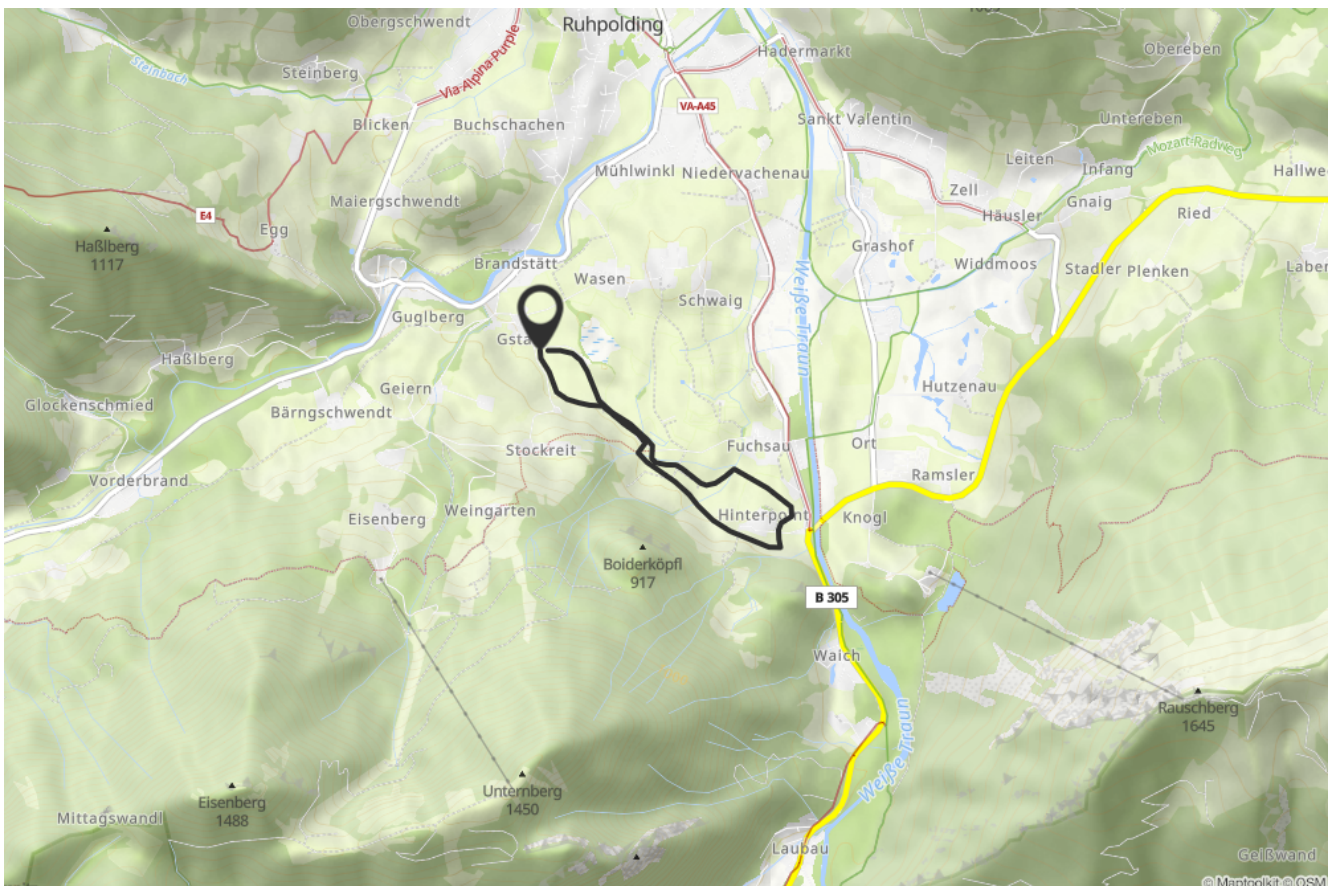 Obergschwendt
Ruhpolding
Hadermarkt
Oberreben
Steinbach
Steinberg
Via Alpina Purple
VA-A45
Blicken
Buchschachen
Sankt Valentin
Untereben
Mozart-Radweg
Leiten
Infang
Hallwe
Mühlwinkl
Niedervachenau
Zell
Gnaig
Maiergschwendt
Häusler
Ried
E4
Egg
Haßlberg
1117
Grashof
Brandstätt
Wasen
Widdmoos
Stadler
Plenken
Laber
Weiße Traun
Schwaig
Guglberg
Gsta
Haßlberg
Geiern
Hutzenau
Glockenschmied
Bärngschwendt
Stockreit
Fuchsau
Ort
Vorderbrand
Ramsler
Weingarten
Eisenberg
Hinterpoint
Knogl
Boiderköpfl
917
B 305
Waich
Rauschberg
1645
Weiße Traun
Unternberg
1450
Eisenberg
1488
Mittagswandl
Laubau
Geißwand
© Maptoolkit © OSM